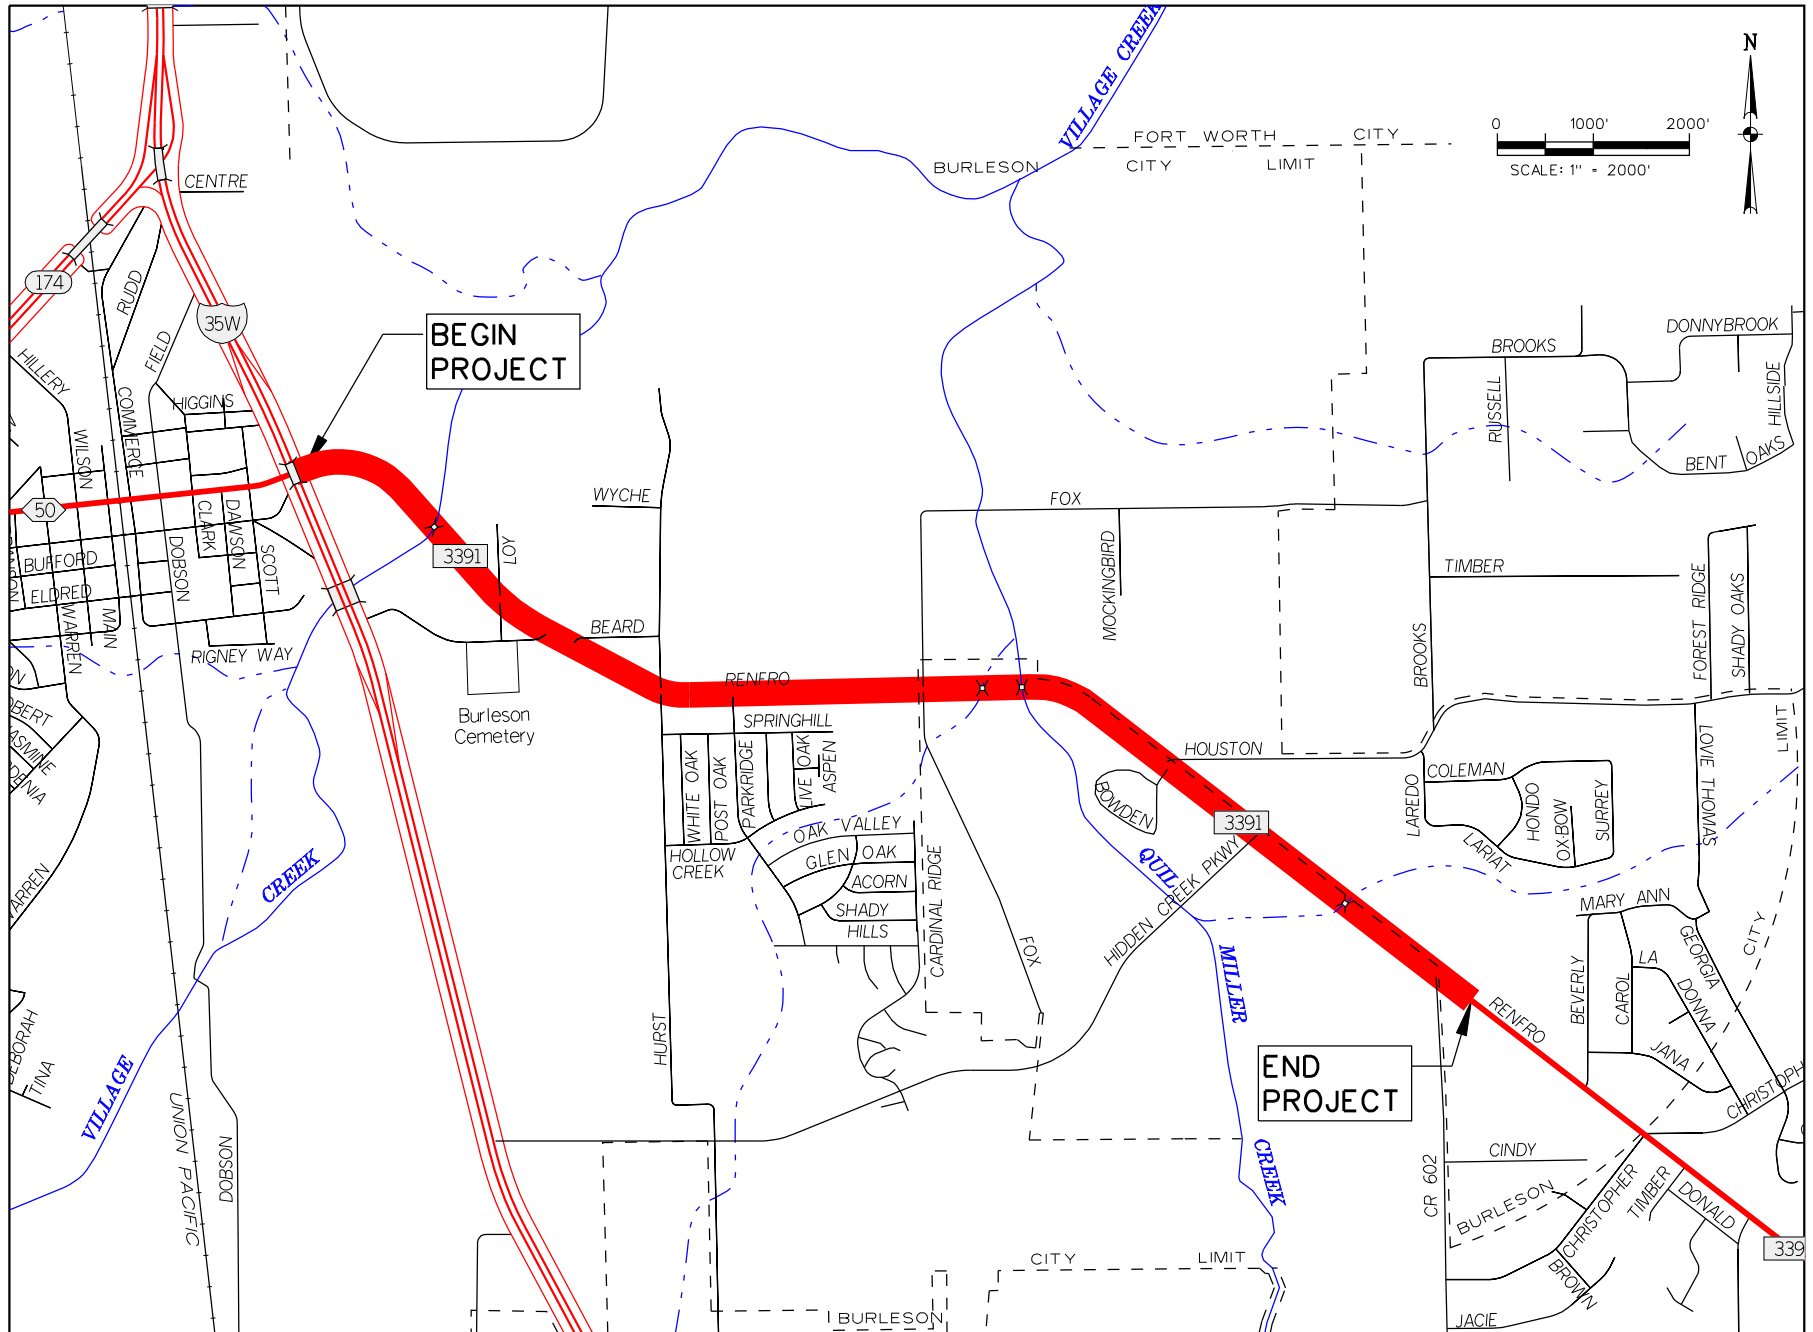 N
0 1000' 2000'
SCALE: 1" = 2000'
VILLAGE CREEK
FORT WORTH CITY
BURLESON CITY LIMIT
CENTRE
174
RUDD
35W
FIELD
BEGIN
PROJECT
HILLERY
COMMERCE
HIGGINS
WILSON
DONNYBROOK
BROOKS
RUSSELL
HILLSIDE
BENT OAKS
50
CLARK
DAWSON
SCOTT
WYCHE
FOX
MOCKINGBIRD
LOY
3391
BUFFORD
ELDRED
DOBSON
WARREN
MAIN
RIGNEY WAY
BEARD
TIMBER
BROOKS
FOREST RIDGE
SHADY OAKS
RENFRO
Burleson
Cemetery
SPRINGHILL
WHITE OAK
POST OAK
PARKRIDGE
LIVE OAK
ASPEN
HOUSTON
BOWDEN
3391
LAREDO
COLEMAN
HONDO
OX-BOW
SURREY
LARIAT
LOVIE THOMAS
LIMIT
CITY
OAK VALLEY
GLEN OAK
ACORN
SHADY
HILLS
HOLLOW
CREEK
CARDINAL RIDGE
FOX
HIDDEN CREEK PKWY
QUIL
MILLER
CREEK
CREEK
VILLAGE
WARREN
DEBORAH
TINA
UNION PACIFIC
DOBSON
HURST
MARY ANN
BEVERLY
CAROL
LA
DONNA
GEORGIA
JANA
RENFRO
END
PROJECT
CR 602
CINDY
BURLESON
CHRISTOPHER
TIMBER
DONALD
CHRISTOPH
BROWN
339
JACIE
CITY LIMIT
BURLESON